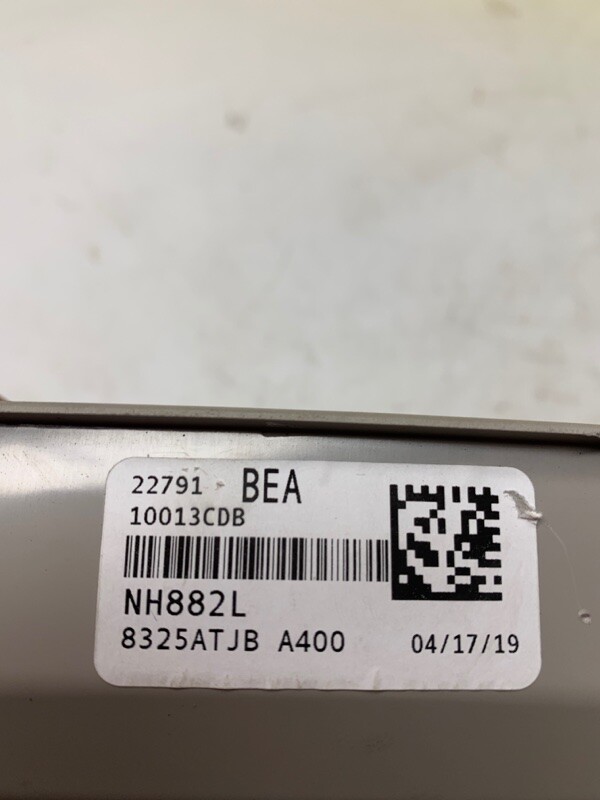 22791 BEA
10013CDB
NH882L
8325ATJB A400 04/17/19